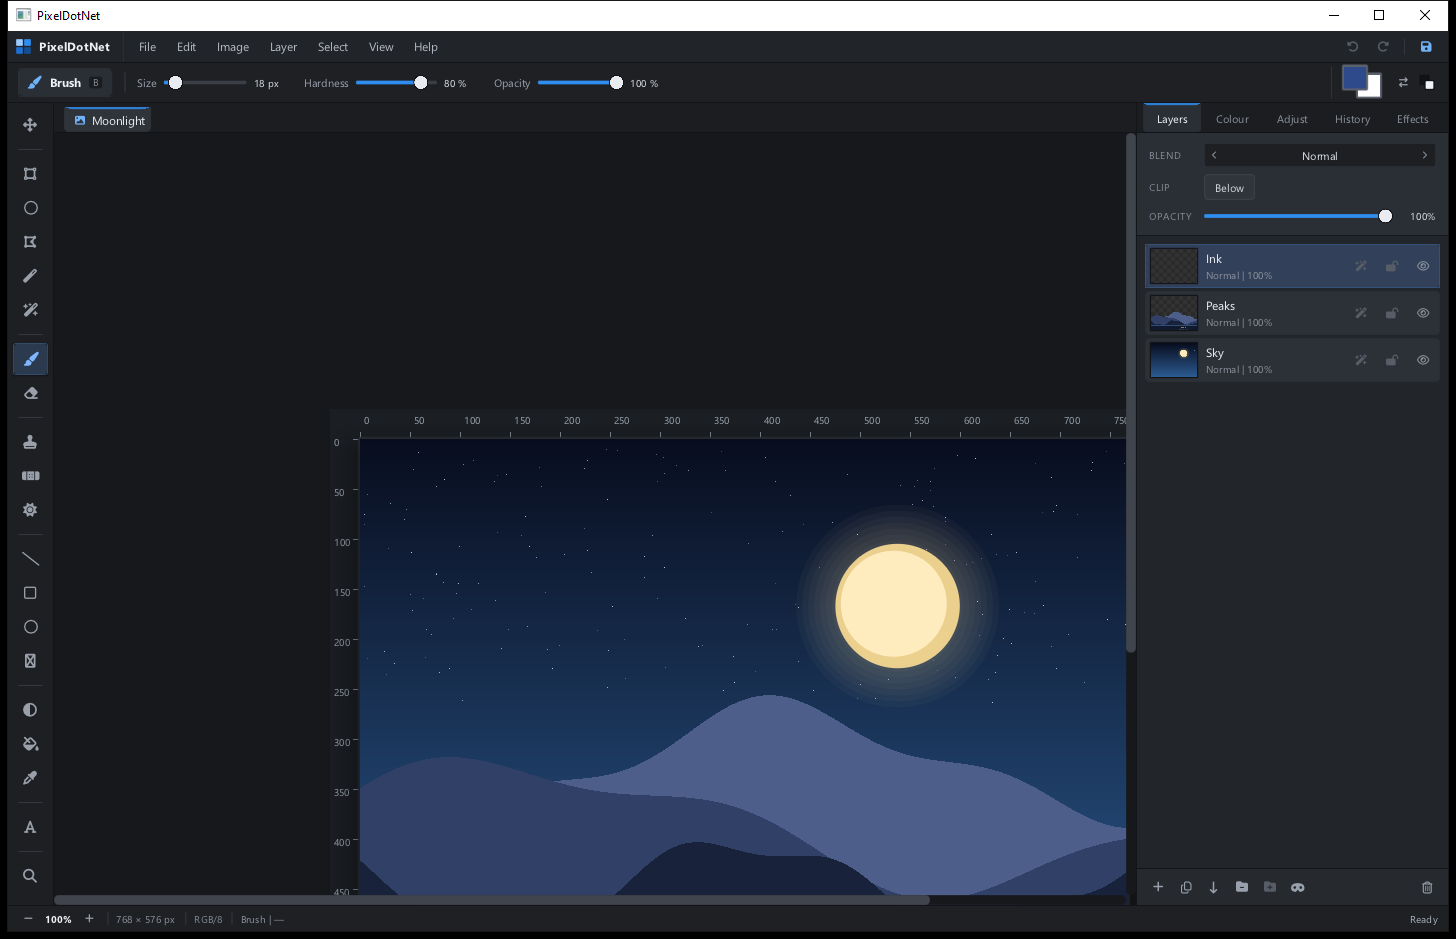 PixelDotNet
PixelDotNet File Edit Image Layer Select View Help
Brush B Size 18 px Hardness 80 % Opacity 100 %
Moonlight
Layers Colour Adjust History Effects
BLEND Normal
CLIP Below
OPACITY 100%
Ink
Normal | 100%
Peaks
Normal | 100%
Sky
Normal | 100%
0 50 100 150 200 250 300 350 400 450 500 550 600 650 700 750
0
50
100
150
200
250
300
350
400
450
100% 768 × 576 px RGB/8 Brush | — Ready